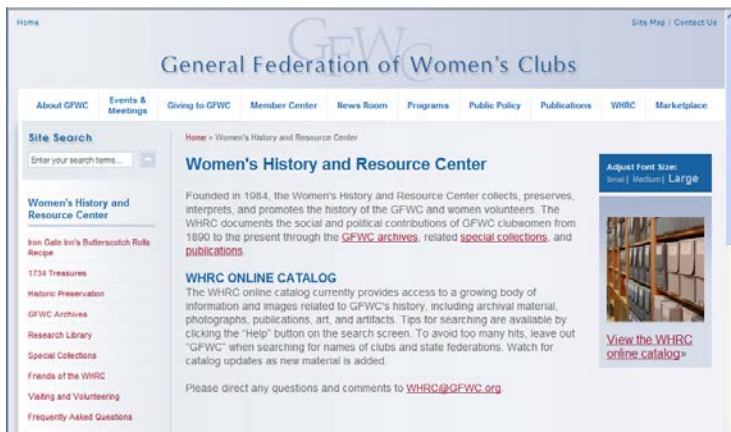 Home
Site Map | Contact Us
GFWC
General Federation of Women's Clubs
About GFWC
Events &
Meetings
Giving to GFWC
Member Center
News Room
Programs
Public Policy
Publications
WHRC
Marketplace
Site Search
Enter your search terms...
Women's History and
Resource Center
Iron Gate Inn's Butterscotch Rolls
Recipe
1734 Treasures
Historic Preservation
GFWC Archives
Research Library
Special Collections
Friends of the WHRC
Visiting and Volunteering
Frequently Asked Questions
Home » Women's History and Resource Center
Women's History and Resource Center
Founded in 1984, the Women's History and Resource Center collects, preserves,
interprets, and promotes the history of the GFWC and women volunteers. The
WHRC documents the social and political contributions of GFWC clubwomen from
1890 to the present through the GFWC archives, related special collections, and
publications.
WHRC ONLINE CATALOG
The WHRC online catalog currently provides access to a growing body of
information and images related to GFWC's history, including archival material,
photographs, publications, art, and artifacts. Tips for searching are available by
clicking the "Help" button on the search screen. To avoid too many hits, leave out
"GFWC" when searching for names of clubs and state federations. Watch for
catalog updates as new material is added.
Please direct any questions and comments to WHRC@GFWC.org.
Adjust Font Size:
Small | Medium | Large
View the WHRC
online catalog»